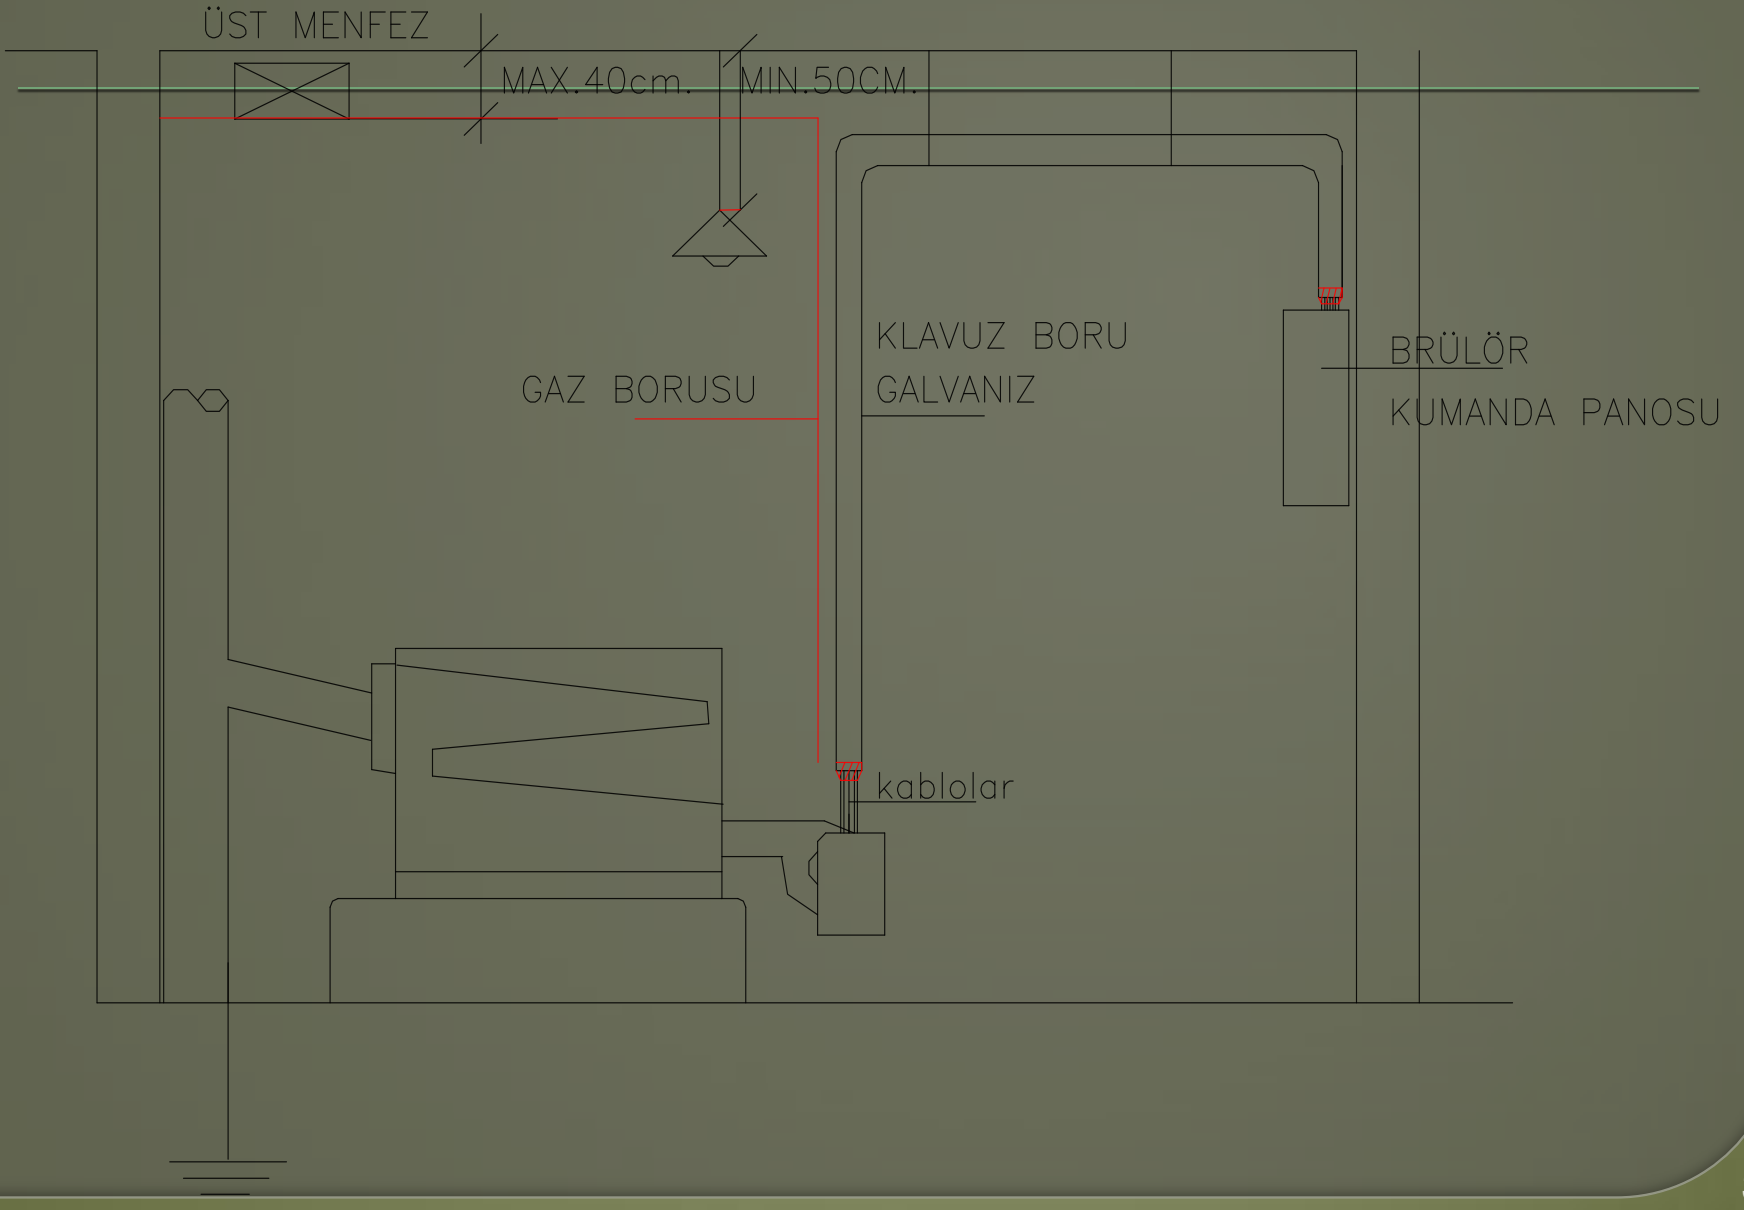 ÜST MENFEZ
MAX.40cm.
MIN.50CM.
KLAVUZ BORU
GALVANIZ
GAZ BORUSU
BRÜLÖR
KUMANDA PANOSU
kablolar